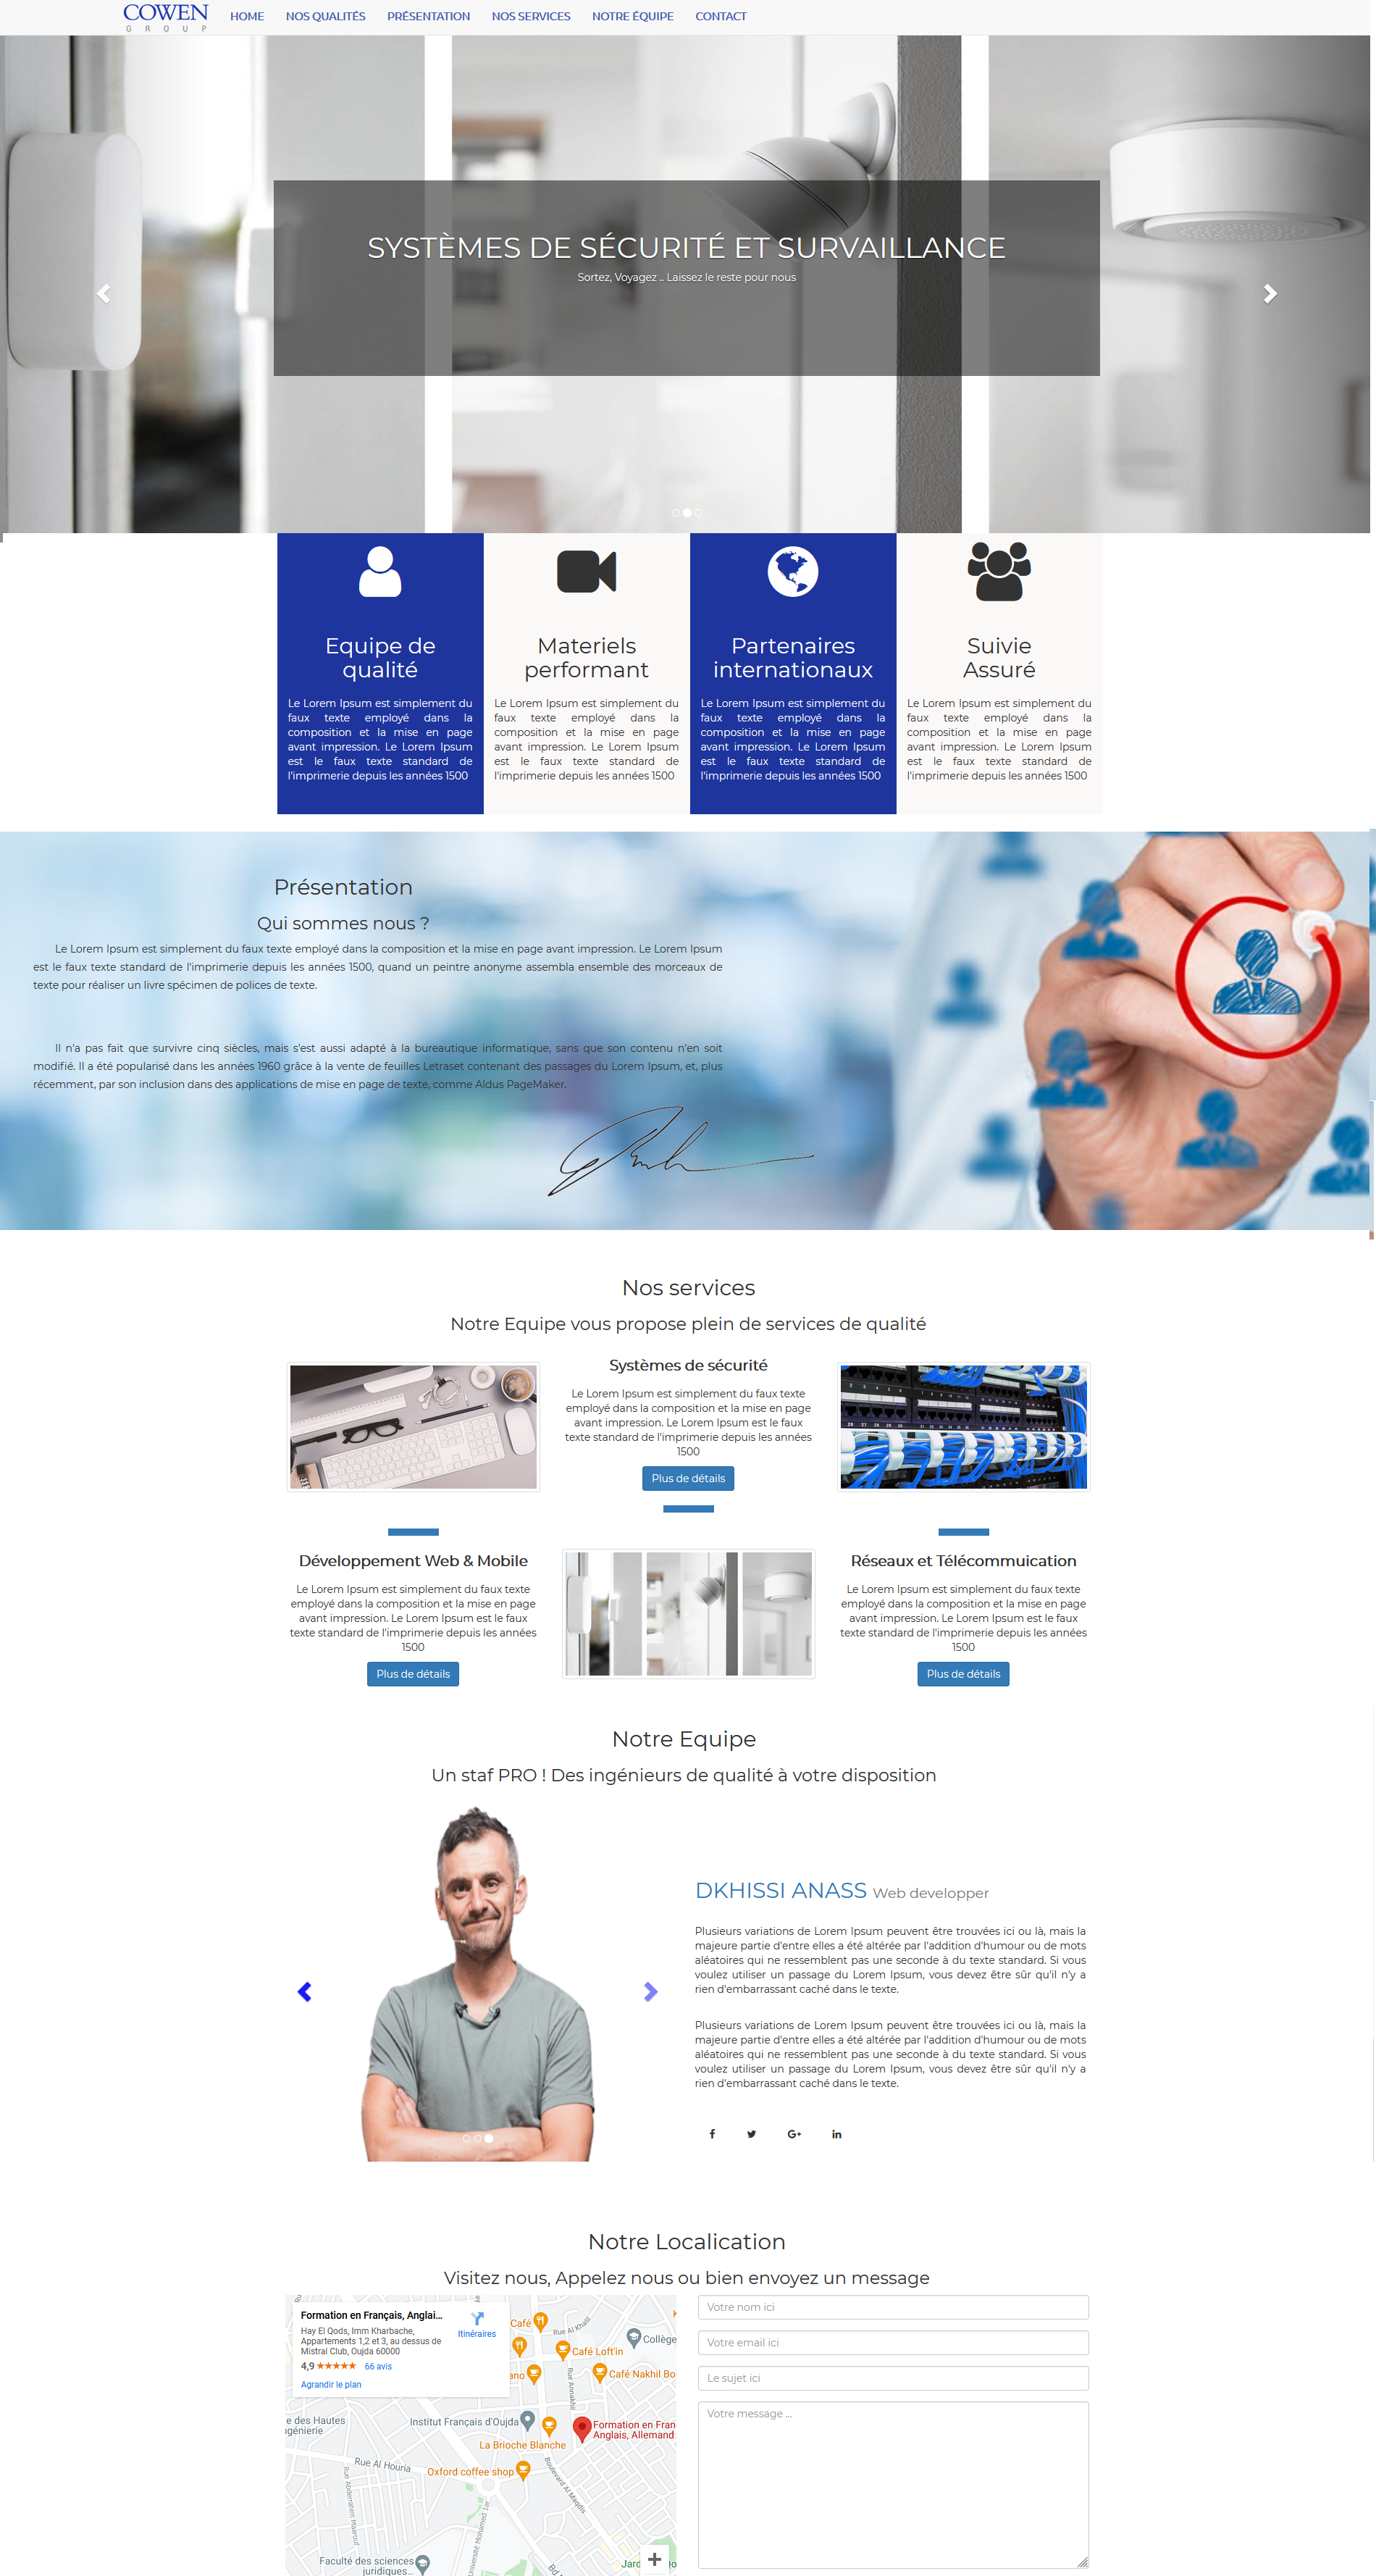 COWEN
GROUP
HOME NOS QUALITÉS PRÉSENTATION NOS SERVICES NOTRE ÉQUIPE CONTACT
SYSTÈMES DE SÉCURITÉ ET SURVAILLANCE
Sortez, Voyagez .. Laissez le reste pour nous
Equipe de
qualité
Le Lorem Ipsum est simplement du
faux texte employé dans la
composition et la mise en page
avant impression. Le Lorem Ipsum
est le faux texte standard de
l'imprimerie depuis les années 1500
Materiels
performant
Le Lorem Ipsum est simplement du
faux texte employé dans la
composition et la mise en page
avant impression. Le Lorem Ipsum
est le faux texte standard de
l'imprimerie depuis les années 1500
Partenaires
internationaux
Le Lorem Ipsum est simplement du
faux texte employé dans la
composition et la mise en page
avant impression. Le Lorem Ipsum
est le faux texte standard de
l'imprimerie depuis les années 1500
Suivie
Assuré
Le Lorem Ipsum est simplement du
faux texte employé dans la
composition et la mise en page
avant impression. Le Lorem Ipsum
est le faux texte standard de
l'imprimerie depuis les années 1500
Présentation
Qui sommes nous ?
Le Lorem Ipsum est simplement du faux texte employé dans la composition et la mise en page avant impression. Le Lorem Ipsum
est le faux texte standard de l'imprimerie depuis les années 1500, quand un peintre anonyme assembla ensemble des morceaux de
texte pour réaliser un livre spécimen de polices de texte.
Il n'a pas fait que survivre cinq siècles, mais s'est aussi adapté à la bureautique informatique, sans que son contenu n'en soit
modifié. Il a été popularisé dans les années 1960 grâce à la vente de feuilles Letraset contenant des passages du Lorem Ipsum, et, plus
récemment, par son inclusion dans des applications de mise en page de texte, comme Aldus PageMaker.
Nos services
Notre Equipe vous propose plein de services de qualité
Systèmes de sécurité
Le Lorem Ipsum est simplement du faux texte
employé dans la composition et la mise en page
avant impression. Le Lorem Ipsum est le faux
texte standard de l'imprimerie depuis les années
1500
Plus de détails
Développement Web & Mobile
Le Lorem Ipsum est simplement du faux texte
employé dans la composition et la mise en page
avant impression. Le Lorem Ipsum est le faux
texte standard de l'imprimerie depuis les années
1500
Plus de détails
Réseaux et Télécommuication
Le Lorem Ipsum est simplement du faux texte
employé dans la composition et la mise en page
avant impression. Le Lorem Ipsum est le faux
texte standard de l'imprimerie depuis les années
1500
Plus de détails
Notre Equipe
Un staf PRO ! Des ingénieurs de qualité à votre disposition
DKHISSI ANASS Web developper
Plusieurs variations de Lorem Ipsum peuvent être trouvées ici ou là, mais la
majeure partie d'entre elles a été altérée par l'addition d'humour ou de mots
aléatoires qui ne ressemblent pas une seconde à du texte standard. Si vous
voulez utiliser un passage du Lorem Ipsum, vous devez être sûr qu'il n'y a
rien d'embarrassant caché dans le texte.
Plusieurs variations de Lorem Ipsum peuvent être trouvées ici ou là, mais la
majeure partie d'entre elles a été altérée par l'addition d'humour ou de mots
aléatoires qui ne ressemblent pas une seconde à du texte standard. Si vous
voulez utiliser un passage du Lorem Ipsum, vous devez être sûr qu'il n'y a
rien d'embarrassant caché dans le texte.
Notre Localication
Visitez nous, Appelez nous ou bien envoyez un message
Formation en Français, Anglai...
Hay El Qods, Imm Kharbache,
Appartements 1,2 et 3, au dessus de
Mistral Club, Oujda 60000
4,9 66 avis
Agrandir le plan
Itinéraires
Café
Rue Al Khalil
Collège
Café Loft'in
ano
Café Nakhil Bo
Rue Annakhil
e des Hautes
ngénierie
Institut Français d'Oujda
Formation en Fran
Anglais, Allemand
La Brioche Blanche
Rue Al Houria
Oxford coffee shop
Rue Abderrahim Maarouf
Boulevard Al Maqdis
Université Mohamed 1er
Faculté des sciences
juridiques...
Jard
Votre nom ici
Votre email ici
Le sujet ici
Votre message ...